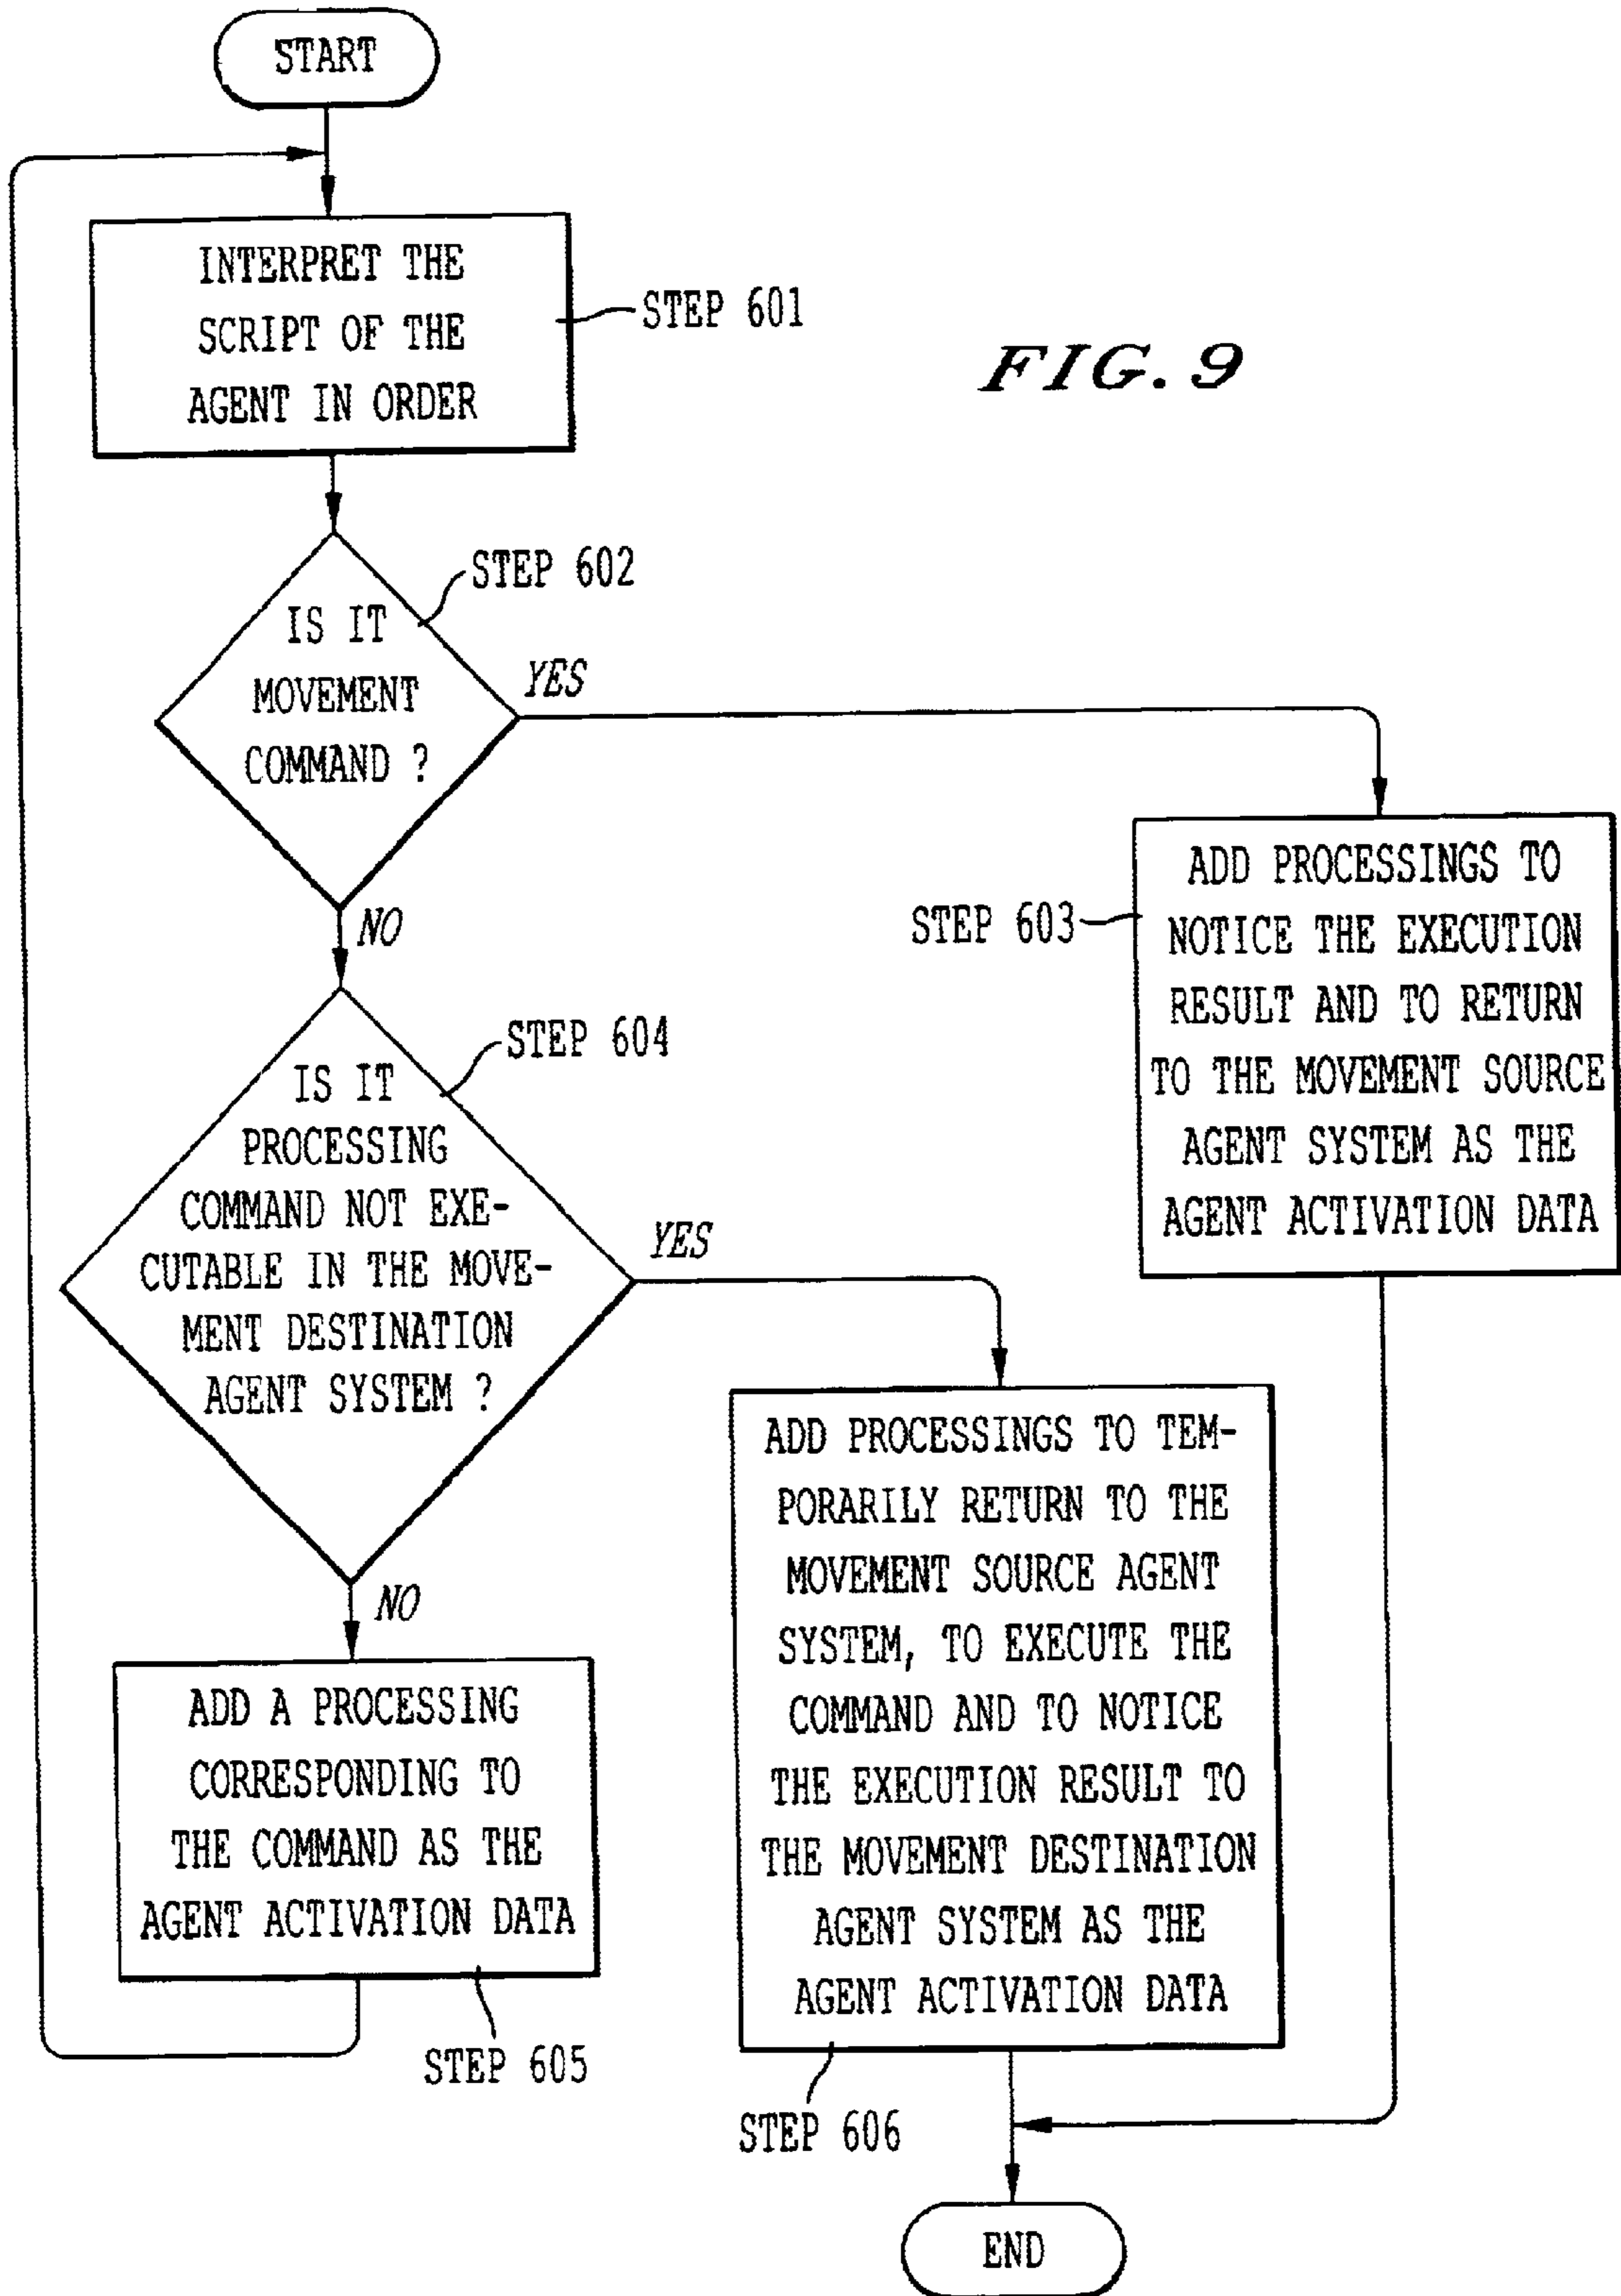 START
INTERPRET THE
SCRIPT OF THE
AGENT IN ORDER
STEP 601
FIG. 9
STEP 602
IS IT
MOVEMENT
COMMAND ?
YES
NO
STEP 603
ADD PROCESSINGS TO
NOTICE THE EXECUTION
RESULT AND TO RETURN
TO THE MOVEMENT SOURCE
AGENT SYSTEM AS THE
AGENT ACTIVATION DATA
STEP 604
IS IT
PROCESSING
COMMAND NOT EXE-
CUTABLE IN THE MOVE-
MENT DESTINATION
AGENT SYSTEM ?
YES
NO
ADD A PROCESSING
CORRESPONDING TO
THE COMMAND AS THE
AGENT ACTIVATION DATA
STEP 605
ADD PROCESSINGS TO TEM-
PORARILY RETURN TO THE
MOVEMENT SOURCE AGENT
SYSTEM, TO EXECUTE THE
COMMAND AND TO NOTICE
THE EXECUTION RESULT TO
THE MOVEMENT DESTINATION
AGENT SYSTEM AS THE
AGENT ACTIVATION DATA
STEP 606
END